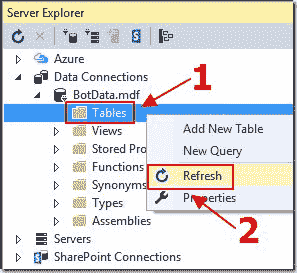 Server Explorer
Azure
Data Connections
BotData.mdf
1
Tables
Views
Add New Table
Stored Pro
New Query
Functions
Refresh
Synonyms
Types
Properties
Assemblies
2
Servers
SharePoint Connections